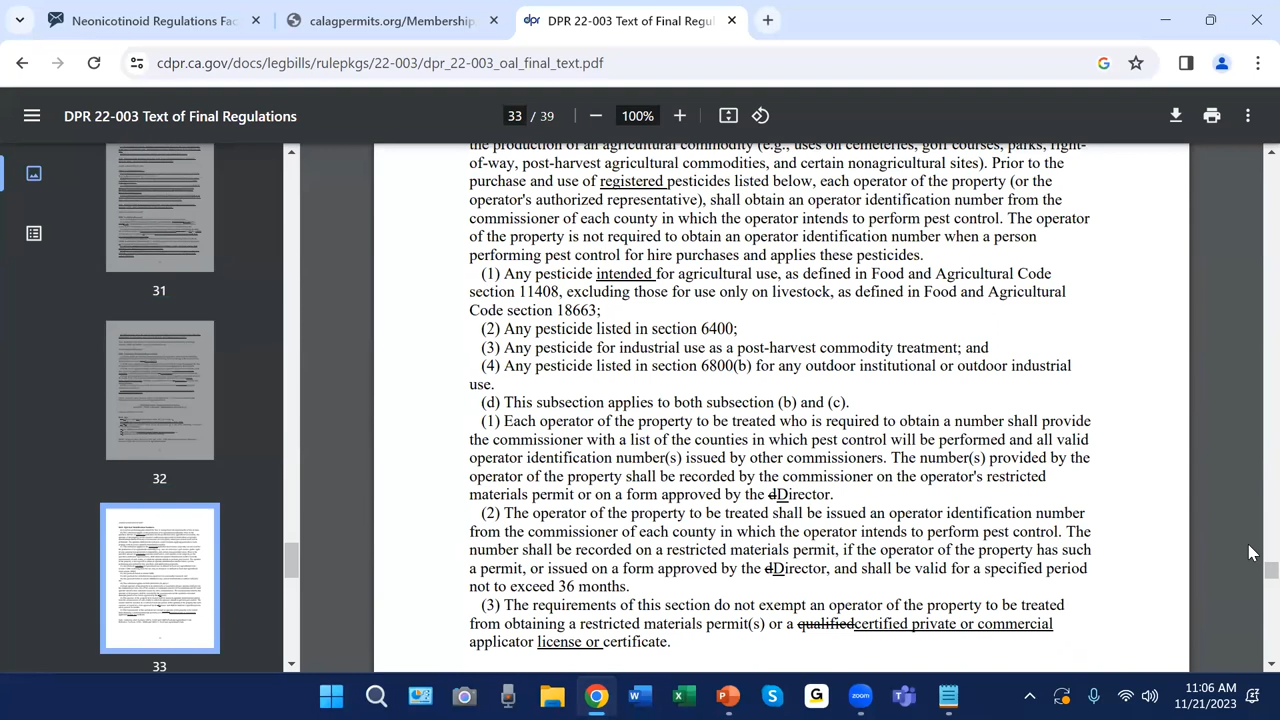 Neonicotinoid Regulations Fac
calagpermits.org/Membership
DPR 22-003 Text of Final Regul
cdpr.ca.gov/docs/legbills/rulepkgs/22-003/dpr_22-003_oal_final_text.pdf
DPR 22-003 Text of Final Regulations
33 / 39
100%
31
32
33
the production of an agricultural commodity (e.g., uses on cemeteries, golf courses, parks, right-
of-way, post-harvest agricultural commodities, and certain nonagricultural sites). Prior to the
purchase and use of registered pesticides listed below, each operator of the property (or the
operator's authorized representative), shall obtain an operator identification number from the
commissioner of each county in which the operator intends to perform pest control. The operator
of the property is not required to obtain an operator identification number when a person
performing pest control for hire purchases and applies these pesticides.
(1) Any pesticide intended for agricultural use, as defined in Food and Agricultural Code
section 11408, excluding those for use only on livestock, as defined in Food and Agricultural
Code section 18663;
(2) Any pesticide listed in section 6400;
(3) Any pesticide for industrial use as a post-harvest commodity treatment; and
(4) Any pesticide listed in section 6800(b) for any outdoor institutional or outdoor industrial
use.
(d) This subsection applies to both subsection (b) and (c).
(1) Each operator of the property to be treated who is required to obtain a number shall provide
the commissioner with a list of the counties in which pest control will be performed and all valid
operator identification number(s) issued by other commissioners. The number(s) provided by the
operator of the property shall be recorded by the commissioner on the operator's restricted
materials permit or on a form approved by the dDirector.
(2) The operator of the property to be treated shall be issued an operator identification number
from the commissioner of each county in which the operator intends to perform pest control. The
number shall be recorded on a restricted materials permit, if the operator of the property has such
a permit, or issued on a form approved by the dDirector, and shall be valid for a specified period
not to exceed 36 months.
(3) The requirements of this section do not exempt any operator of the property to be treated
from obtaining a restricted materials permit(s) or a qualifiedcertified private or commercial
applicator license or certificate.
11:06 AM
11/21/2023